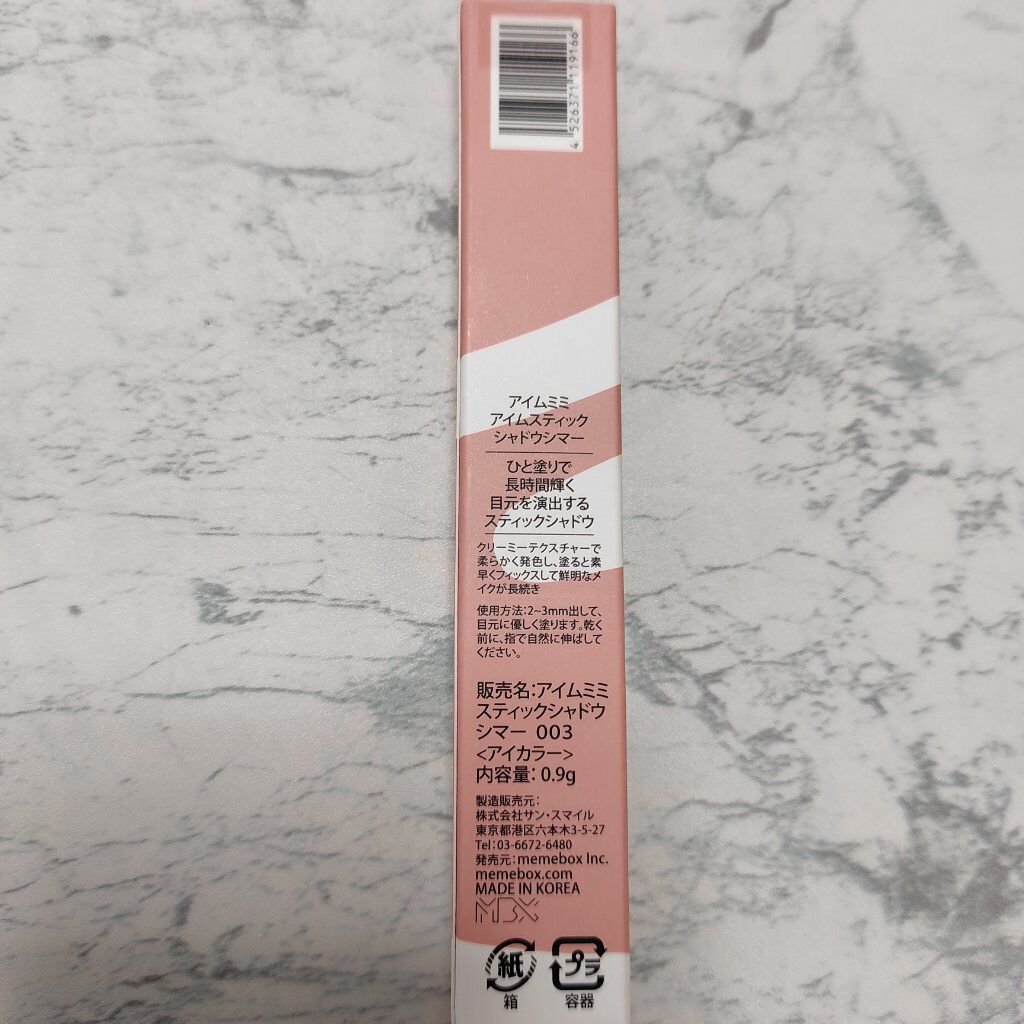 4 526371 119166
アイムミミ
アイムスティック
シャドウシマー
ひと塗りで
長時間輝く
目元を演出する
スティックシャドウ
クリーミーテクスチャーで
柔らかく発色し、塗ると素
早くフィックスして鮮明なメ
イクが長続き
使用方法：2~3mm出して、
目元に優しく塗ります。乾く
前に、指で自然に伸ばして
ください。
販売名：アイムミミ
スティックシャドウ
シマー 003
<アイカラー>
内容量：0.9g
製造販売元：
株式会社サン・スマイル
東京都港区六本木3-5-27
Tel：03-6672-6480
発売元：memebox Inc.
memebox.com
MADE IN KOREA
MBX
紙 プラ
箱 容器